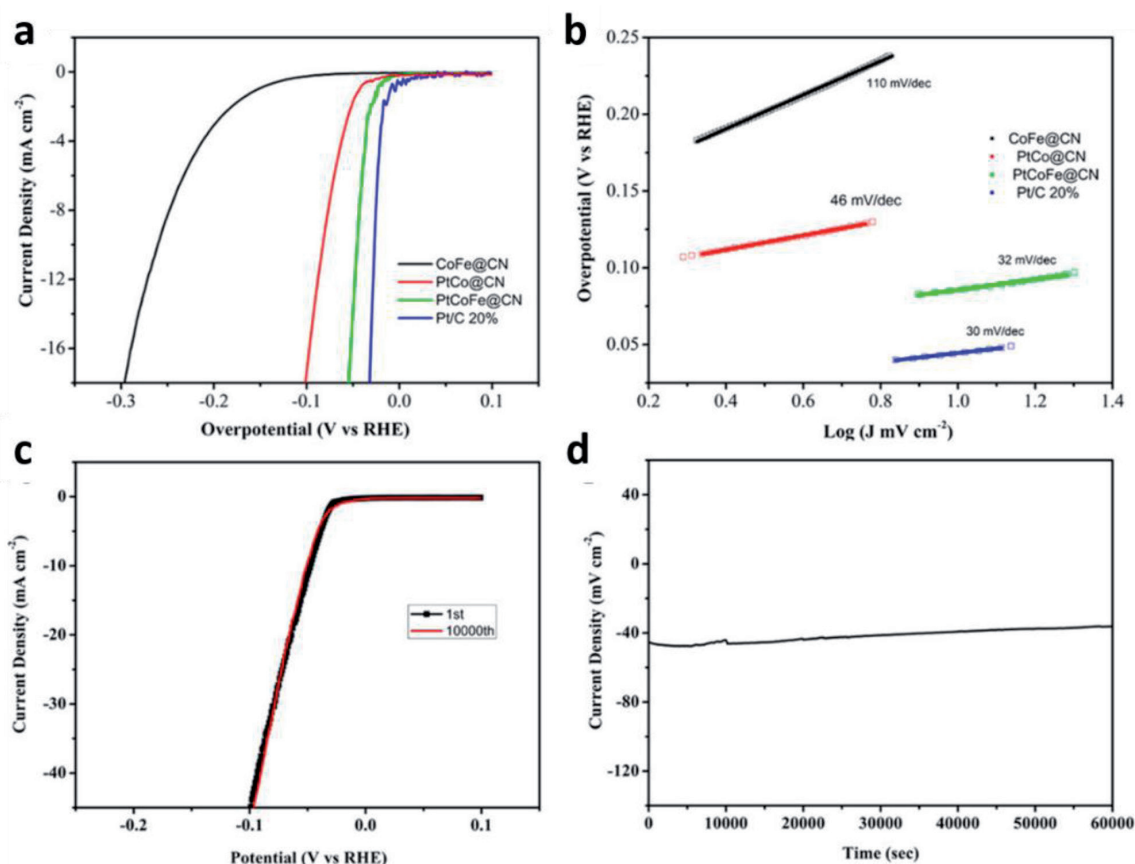 a
0
-4
-8
-12
-16
Current Density (mA cm-2)
-0.3
-0.2
-0.1
0.0
0.1
Overpotential (V vs RHE)
CoFe@CN
PtCo@CN
PtCoFe@CN
Pt/C 20%
b
0.25
0.20
0.15
0.10
0.05
Overpotential (V vs RHE)
110 mV/dec
CoFe@CN
PtCo@CN
PtCoFe@CN
Pt/C 20%
46 mV/dec
32 mV/dec
30 mV/dec
0.2
0.4
0.6
0.8
1.0
1.2
1.4
Log (J mV cm-2)
c
0
-10
-20
-30
-40
Current Density (mA cm-2)
1st
10000th
-0.2
-0.1
0.0
0.1
Potential (V vs RHE)
d
40
0
-40
-80
-120
Current Density (mV cm-2)
0
10000
20000
30000
40000
50000
60000
Time (sec)